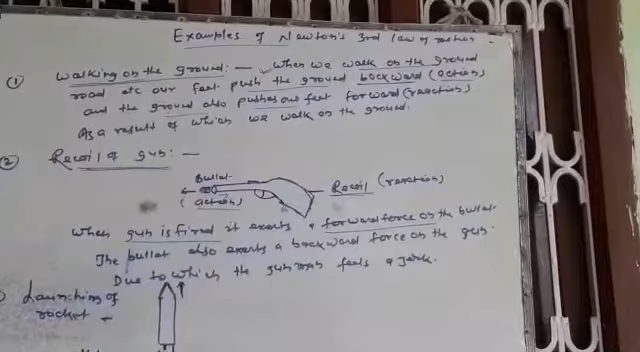 Examples of Newton's 3rd law of motion.
(1) Walking on the ground: — when we walk on the ground
road etc our feet push the ground backward (action)
and the ground also pushes our feet forward (reaction)
As a result of which we walk on the ground.
(2) Recoil of gun: —
Bullet
(action)
Recoil (reaction)
When gun is fired it exerts a forward force on the bullet.
The bullet also exerts a backward force on the gun.
Due to which the gunman feels a jerk.
Launching of
rocket -